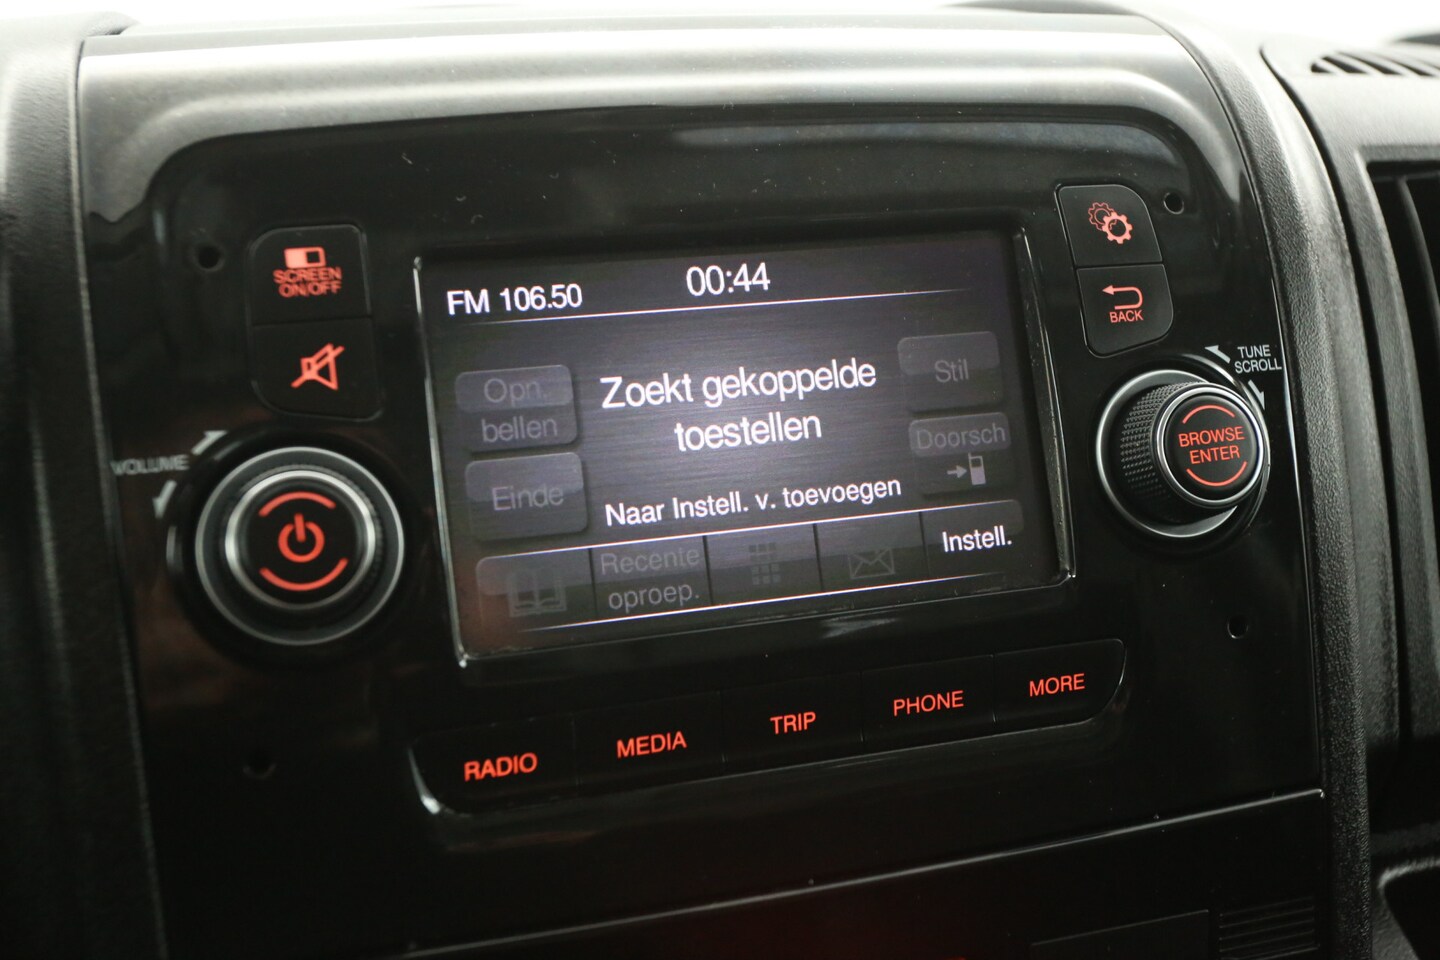 SCREEN
ON/OFF
VOLUME
FM 106.50
00:44
Opn.
bellen
Zoekt gekoppelde
toestellen
Stil
Doorsch
Einde
Naar Instell. v. toevoegen
Recente
oproep.
Instell.
BACK
TUNE
SCROLL
BROWSE
ENTER
RADIO
MEDIA
TRIP
PHONE
MORE